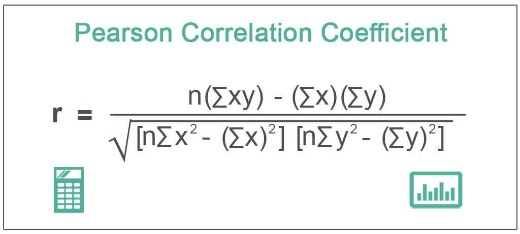 Pearson Correlation Coefficient
r = n(∑xy) - (∑x)(∑y)
√[n∑x² - (∑x)²] [n∑y² - (∑y)²]